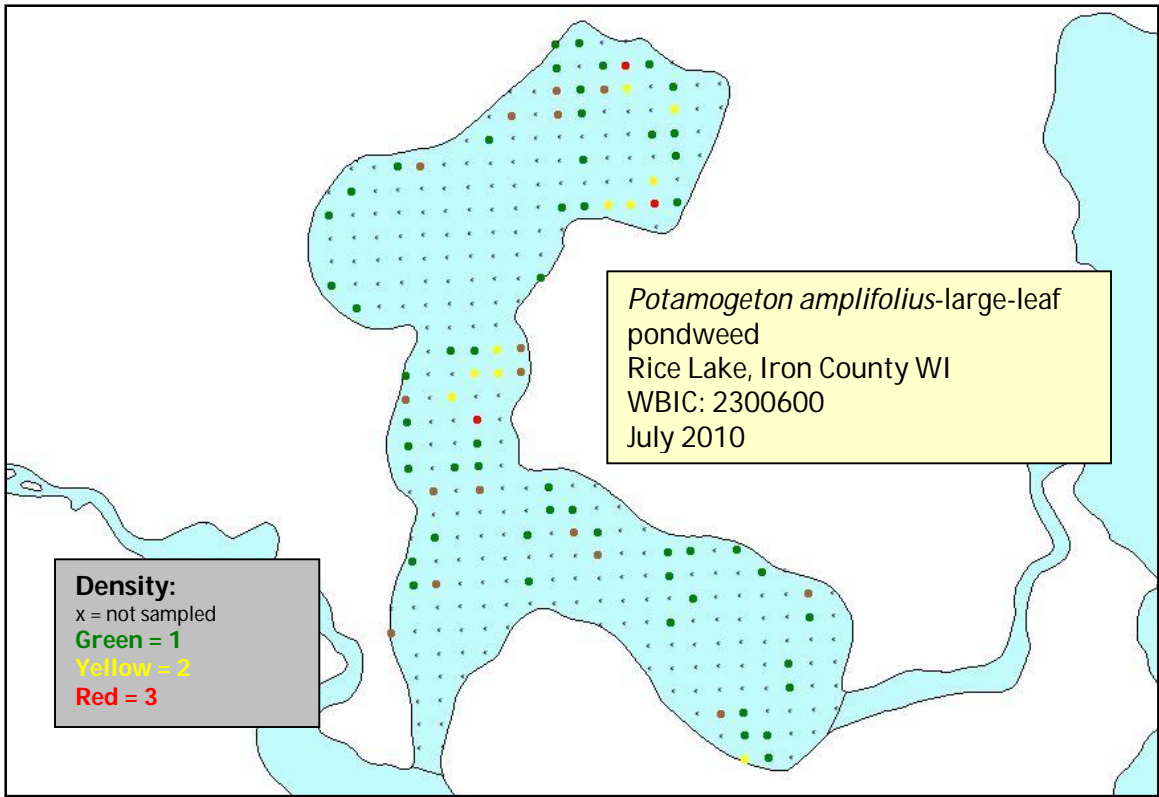 Potamogeton amplifolius-large-leaf
pondweed
Rice Lake, Iron County WI
WBIC: 2300600
July 2010
Density:
x = not sampled
Green = 1
Yellow = 2
Red = 3